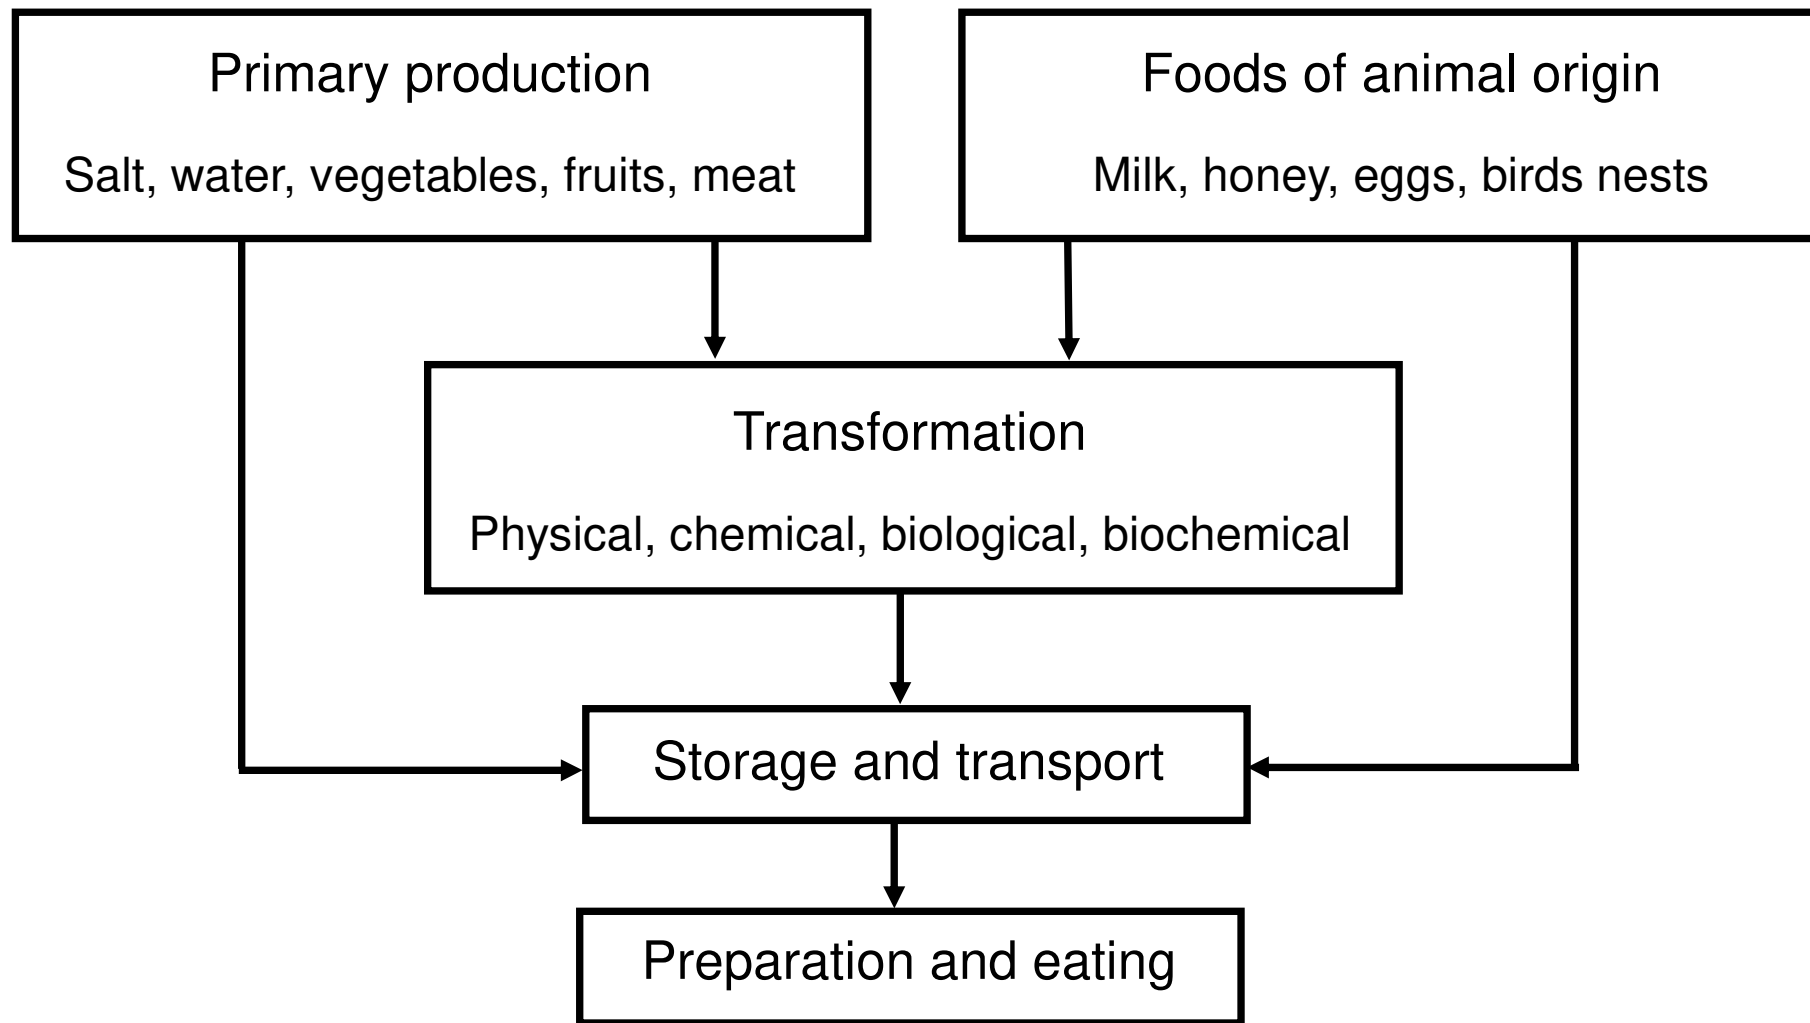 Primary production
Salt, water, vegetables, fruits, meat
Foods of animal origin
Milk, honey, eggs, birds nests
Transformation
Physical, chemical, biological, biochemical
Storage and transport
Preparation and eating